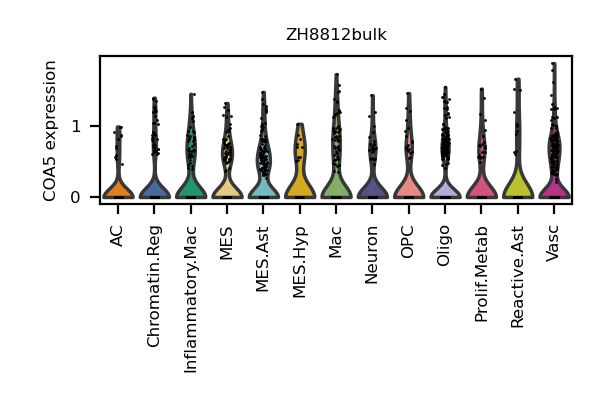 ZH8812bulk
COA5 expression
1
0
AC
Chromatin.Reg
Inflammatory.Mac
MES
MES.Ast
MES.Hyp
Mac
Neuron
OPC
Oligo
Prolif.Metab
Reactive.Ast
Vasc